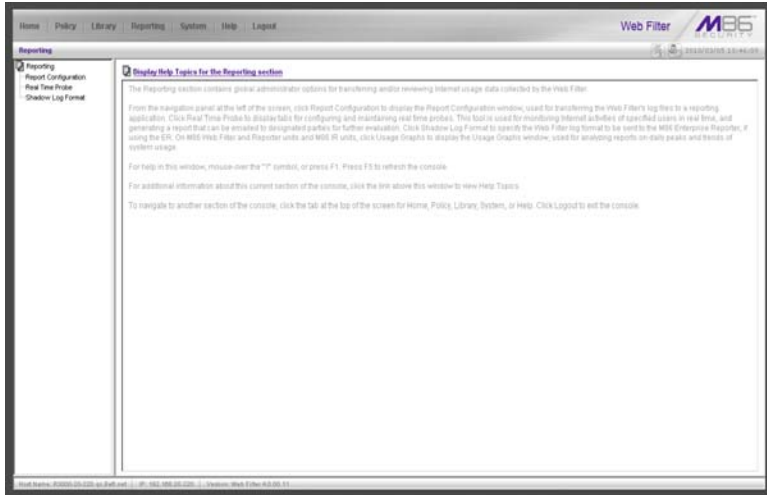 Home Policy Library Reporting System Help Logout
Web Filter
M86
SECURITY
Reporting
Reporting
Report Configuration
Real Time Probe
Shadow Log Format
Display Help Topics for the Reporting section
The Reporting section contains global administrator options for transferring and/or reviewing Internet usage data collected by the Web Filter.
From the navigation panel at the left of the screen, click Report Configuration to display the Report Configuration window, used for transferring the Web Filter's log files to a reporting
application. Click Real Time Probe to display tabs for configuring and maintaining real time probes. This tool is used for monitoring Internet activities of specified users in real time, and
generating a report that can be emailed to designated parties for further evaluation. Click Shadow Log Format to specify the Web Filter log format to be sent to the M86 Enterprise Reporter, if
using the ER. On M86 Web Filter and Reporter units and M86 IR units, click Usage Graphs to display the Usage Graphs window, used for analyzing reports on daily peaks and trends of
system usage.
For help in this window, mouse-over the "?" symbol, or press F1. Press F5 to refresh the console.
For additional information about this current section of the console, click the link above this window to view Help Topics.
To navigate to another section of the console, click the tab at the top of the screen for Home, Policy, Library, System, or Help. Click Logout to exit the console.
Host Name: IP: 192.168.20.220 Version: Web Filter